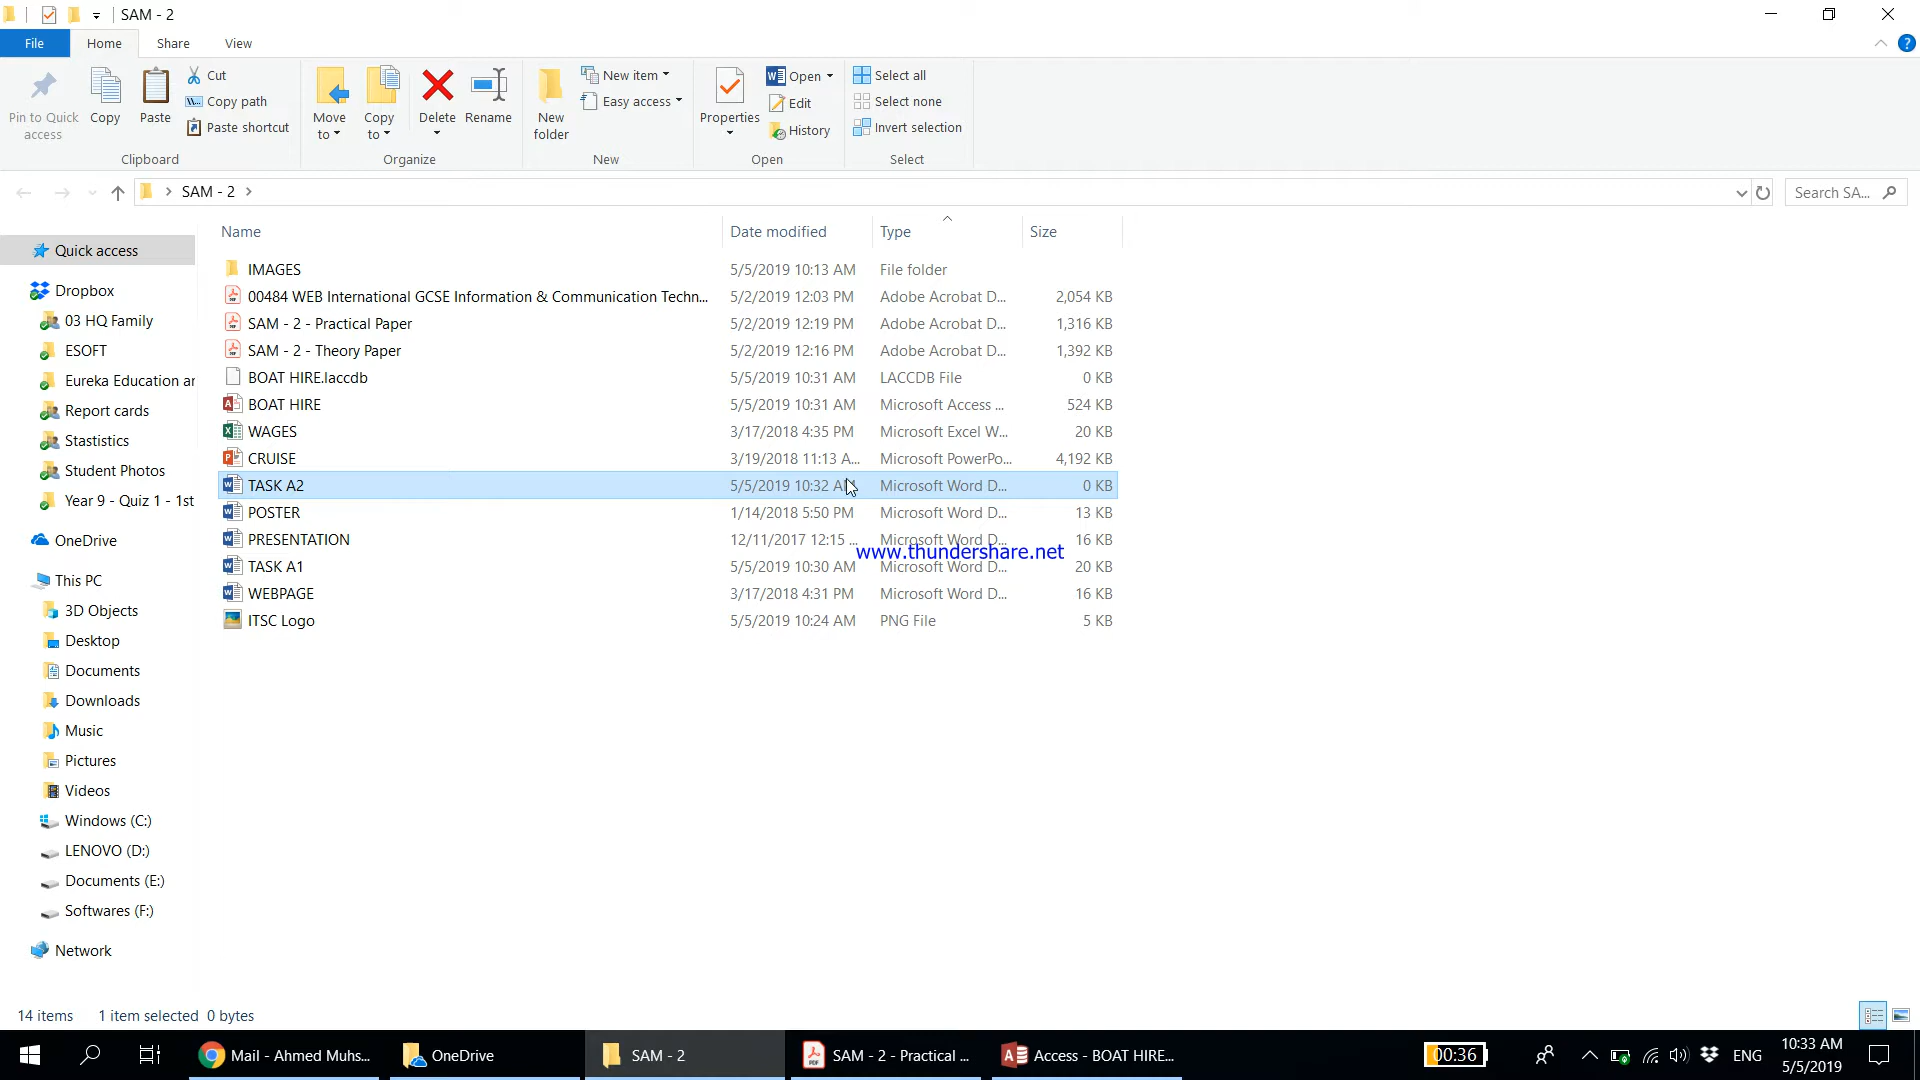 SAM - 2
File Home Share View
Pin to Quick access
Copy
Paste
Cut
Copy path
Paste shortcut
Clipboard
Move to
Copy to
Delete
Rename
Organize
New folder
New item
Easy access
New
Properties
Open
Edit
History
Open
Select all
Select none
Invert selection
Select
SAM - 2
Search SA...
Name Date modified Type Size
IMAGES 5/5/2019 10:13 AM File folder
00484 WEB International GCSE Information & Communication Techn... 5/2/2019 12:03 PM Adobe Acrobat D... 2,054 KB
SAM - 2 - Practical Paper 5/2/2019 12:19 PM Adobe Acrobat D... 1,316 KB
SAM - 2 - Theory Paper 5/2/2019 12:16 PM Adobe Acrobat D... 1,392 KB
BOAT HIRE.laccdb 5/5/2019 10:31 AM LACCDB File 0 KB
BOAT HIRE 5/5/2019 10:31 AM Microsoft Access ... 524 KB
WAGES 3/17/2018 4:35 PM Microsoft Excel W... 20 KB
CRUISE 3/19/2018 11:13 A... Microsoft PowerPo... 4,192 KB
TASK A2 5/5/2019 10:32 AM Microsoft Word D... 0 KB
POSTER 1/14/2018 5:50 PM Microsoft Word D... 13 KB
PRESENTATION 12/11/2017 12:15 ... Microsoft Word D... 16 KB
www.thundershare.net
TASK A1 5/5/2019 10:30 AM Microsoft Word D... 20 KB
WEBPAGE 3/17/2018 4:31 PM Microsoft Word D... 16 KB
ITSC Logo 5/5/2019 10:24 AM PNG File 5 KB
Quick access
Dropbox
03 HQ Family
ESOFT
Eureka Education ar
Report cards
Stastistics
Student Photos
Year 9 - Quiz 1 - 1st
OneDrive
This PC
3D Objects
Desktop
Documents
Downloads
Music
Pictures
Videos
Windows (C:)
LENOVO (D:)
Documents (E:)
Softwares (F:)
Network
14 items 1 item selected 0 bytes
Mail - Ahmed Muhs...
OneDrive
SAM - 2
SAM - 2 - Practical ...
Access - BOAT HIRE...
00:36
ENG
10:33 AM
5/5/2019